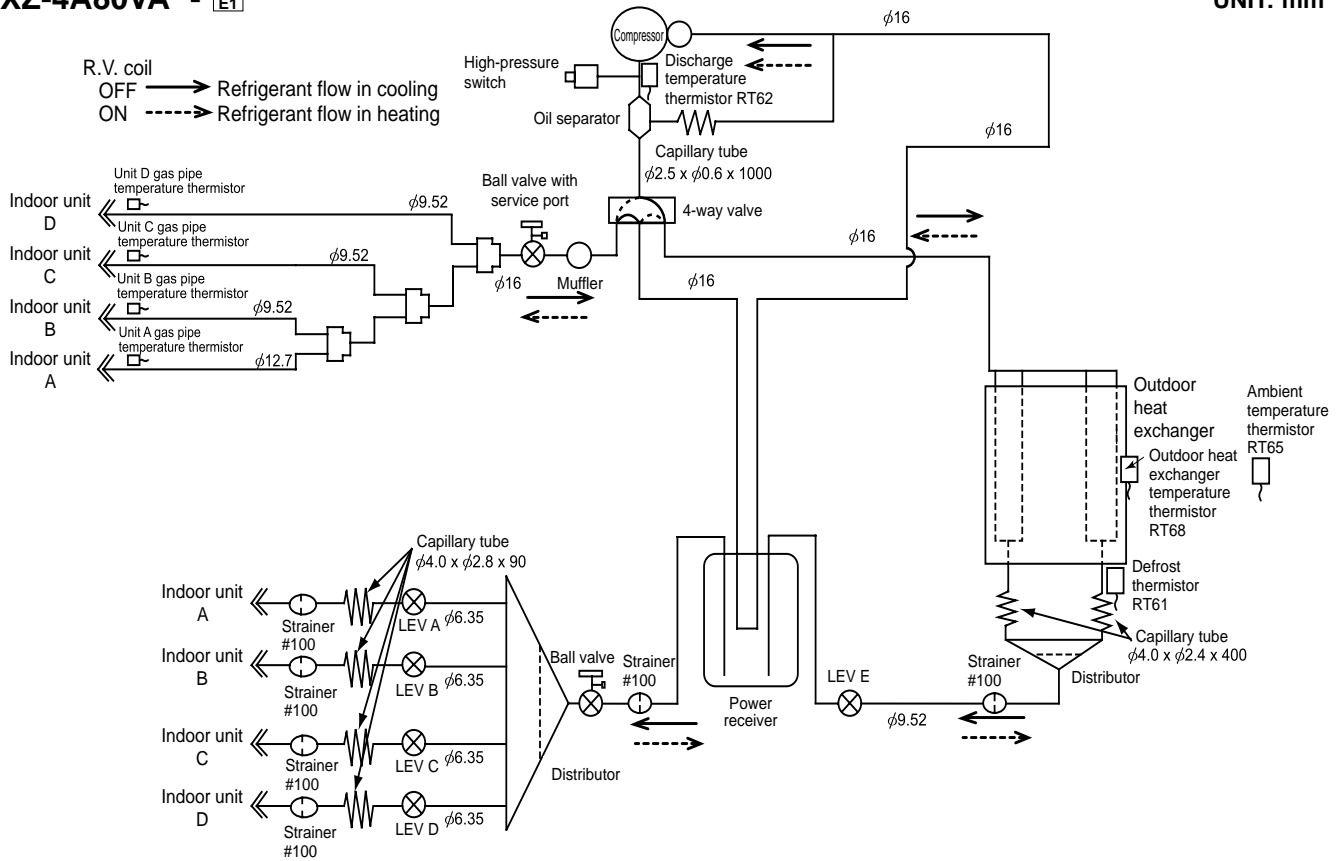 XZ-4A80VA - E1
UNIT: mm
R.V. coil
OFF Refrigerant flow in cooling
ON Refrigerant flow in heating
Compressor
ϕ16
High-pressure
switch
Discharge
temperature
thermistor RT62
Oil separator
Capillary tube
ϕ2.5 x ϕ0.6 x 1000
ϕ16
4-way valve
Ball valve with
service port
Muffler
ϕ16
ϕ16
ϕ16
Indoor unit
D
Unit D gas pipe
temperature thermistor
ϕ9.52
Indoor unit
C
Unit C gas pipe
temperature thermistor
ϕ9.52
Indoor unit
B
Unit B gas pipe
temperature thermistor
ϕ9.52
Indoor unit
A
Unit A gas pipe
temperature thermistor
ϕ12.7
Outdoor
heat
exchanger
Ambient
temperature
thermistor
RT65
Outdoor heat
exchanger
temperature
thermistor
RT68
Defrost
thermistor
RT61
Capillary tube
ϕ4.0 x ϕ2.4 x 400
Distributor
Strainer
#100
ϕ9.52
LEV E
Power
receiver
Strainer
#100
Ball valve
Distributor
Capillary tube
ϕ4.0 x ϕ2.8 x 90
Indoor unit
A
Strainer
#100
LEV A
ϕ6.35
Indoor unit
B
Strainer
#100
LEV B
ϕ6.35
Indoor unit
C
Strainer
#100
LEV C
ϕ6.35
Indoor unit
D
Strainer
#100
LEV D
ϕ6.35